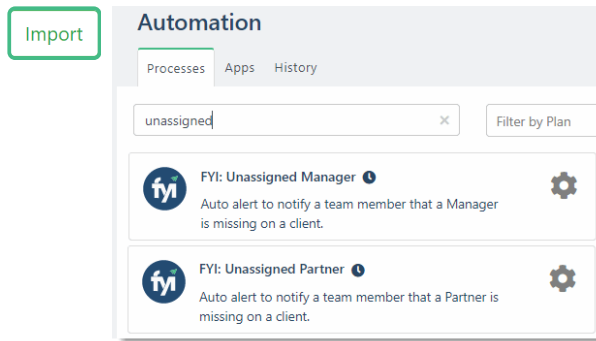 Import
Automation
Processes Apps History
unassigned
Filter by Plan
fyi
FYI: Unassigned Manager
Auto alert to notify a team member that a Manager
is missing on a client.
fyi
FYI: Unassigned Partner
Auto alert to notify a team member that a Partner is
missing on a client.